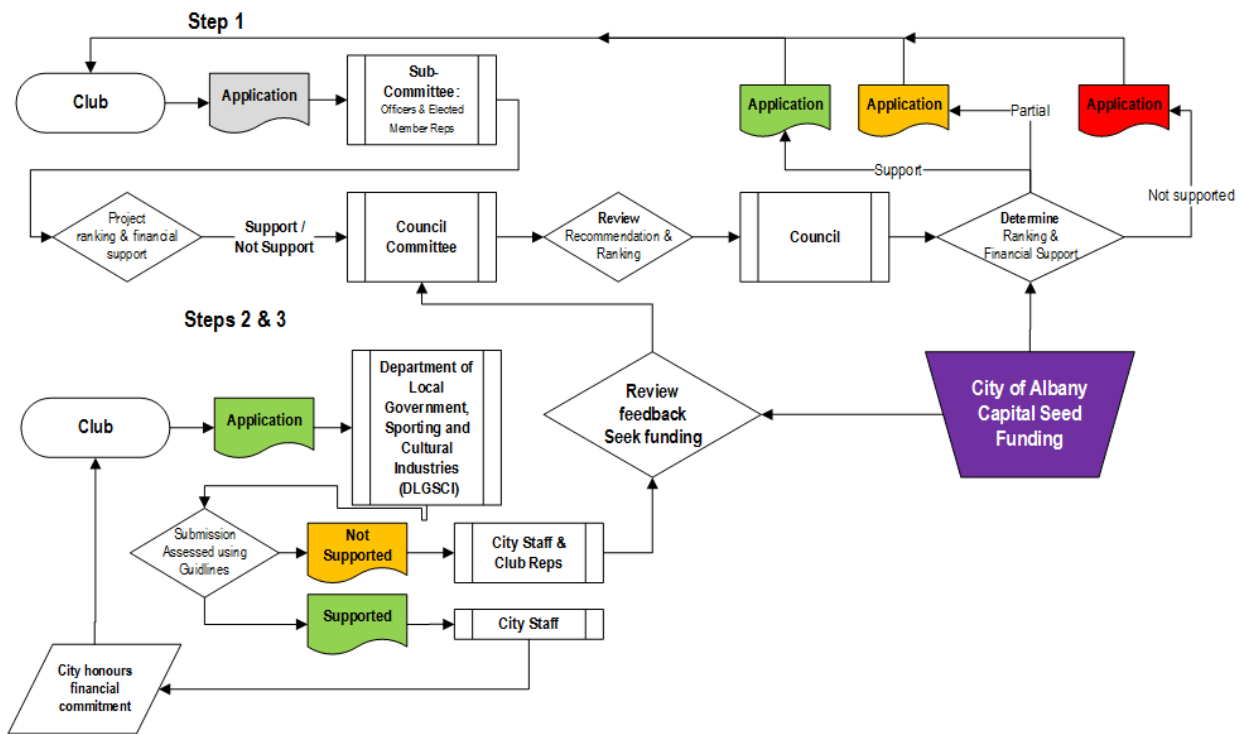 Step 1
Club
Application
Sub-
Committee:
Officers & Elected
Member Reps
Application
Application
Application
Partial
Support
Not supported
Project
ranking & financial
support
Support /
Not Support
Council
Committee
Review
Recommendation &
Ranking
Council
Determine
Ranking &
Financial Support
Steps 2 & 3
Club
Application
Department of
Local
Government,
Sporting and
Cultural
Industries
(DLGSCI)
Review
feedback
Seek funding
City of Albany
Capital Seed
Funding
Submission
Assessed using
Guidlines
Not
Supported
City Staff &
Club Reps
Supported
City Staff
City honours
financial
commitment